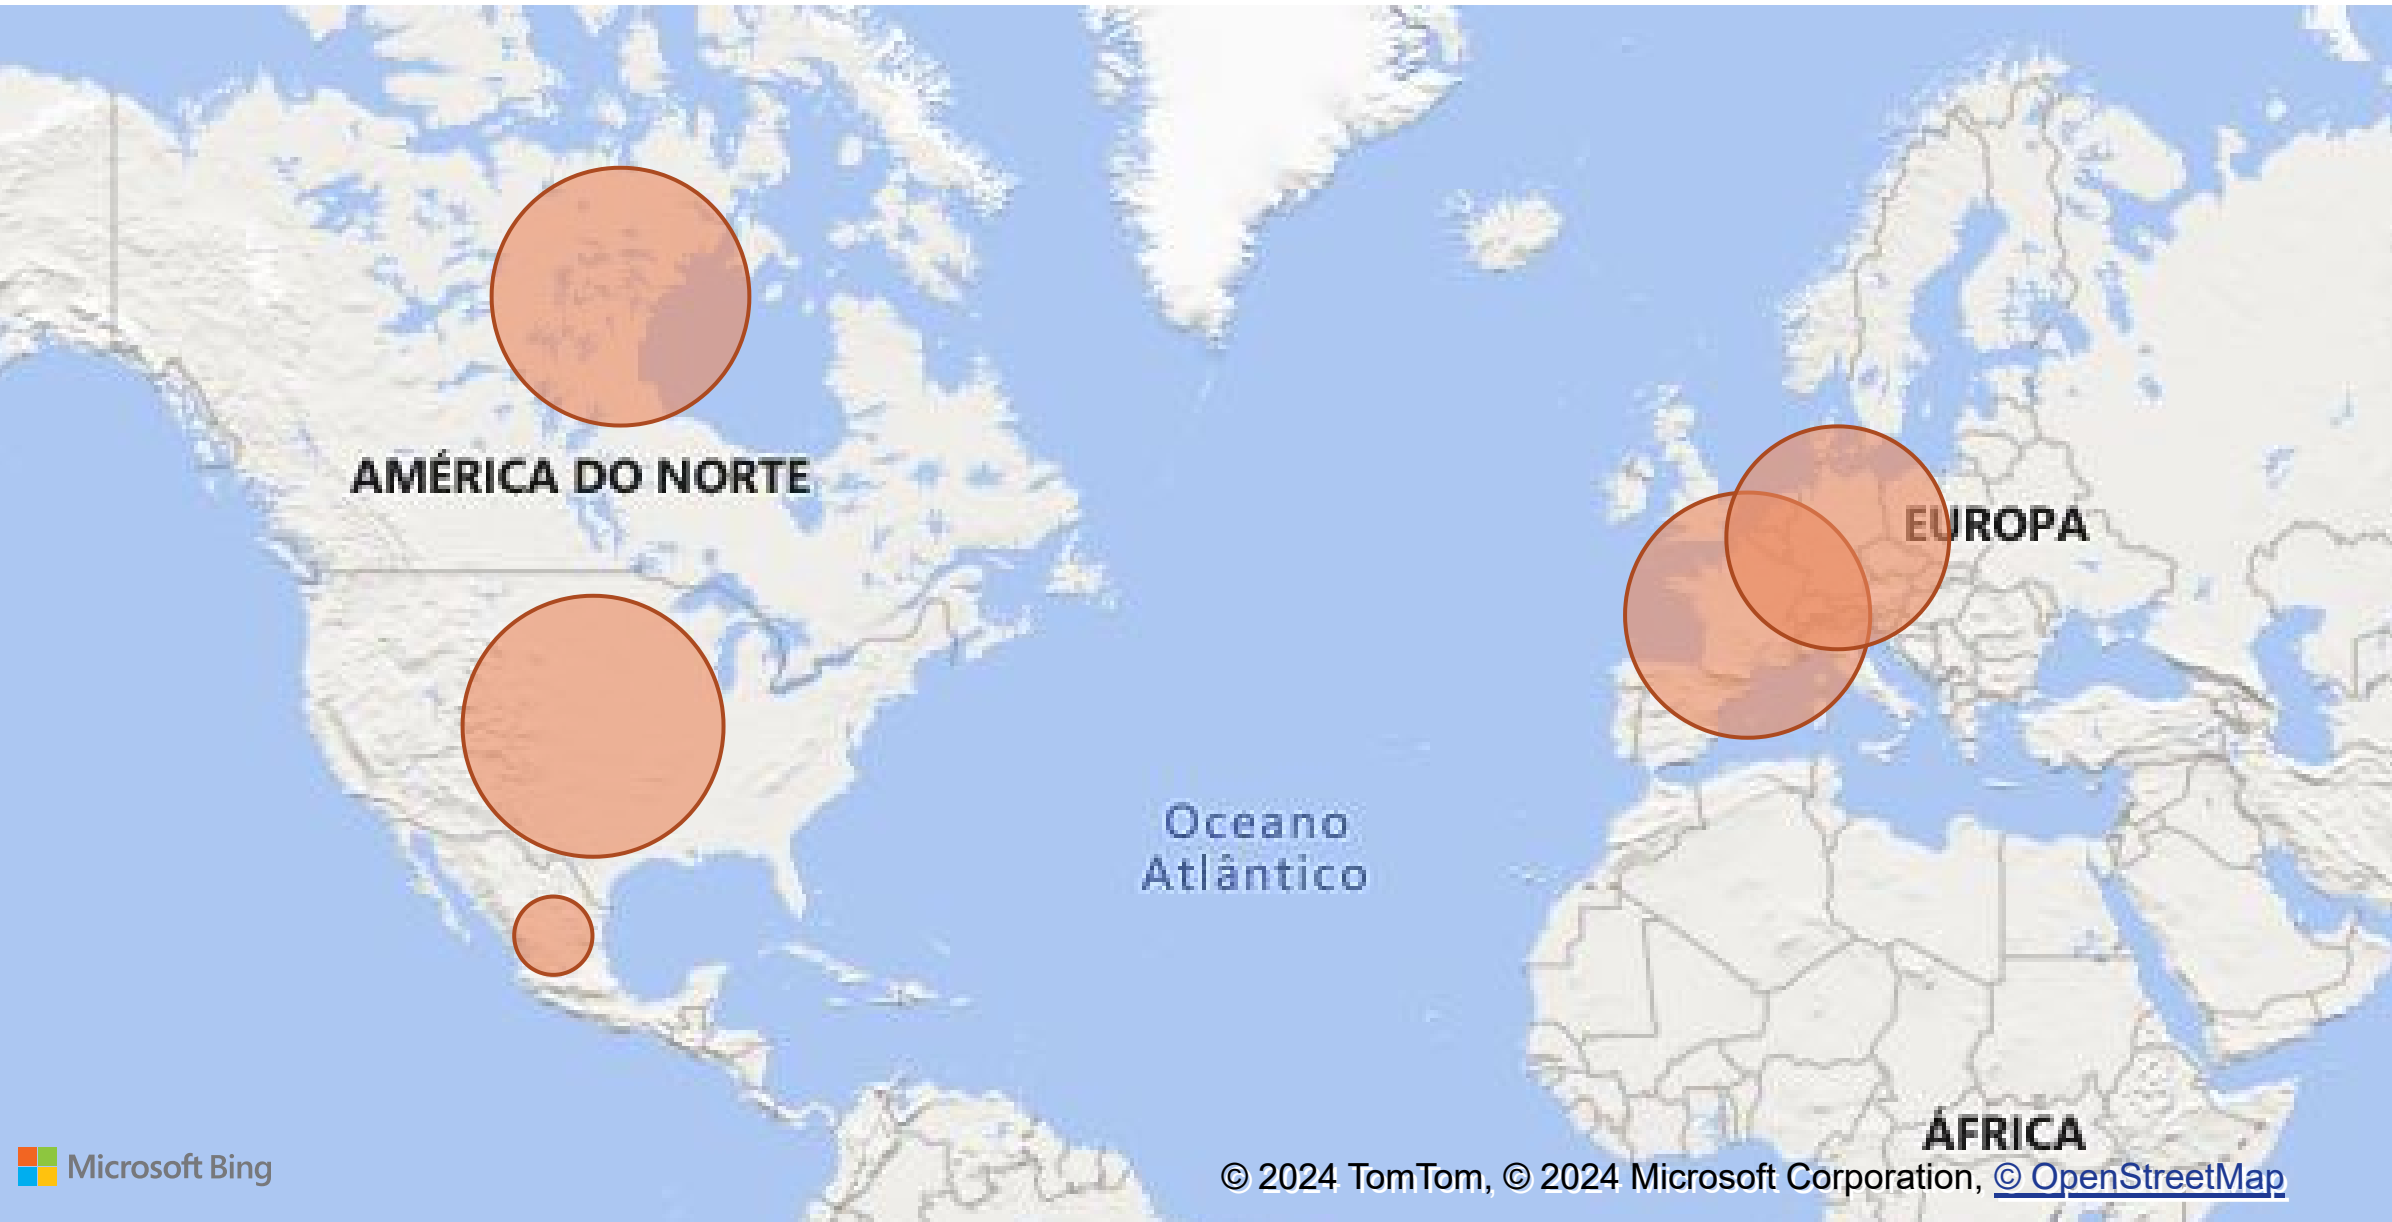 AMÉRICA DO NORTE
EUROPA
Oceano
Atlântico
ÁFRICA
Microsoft Bing
© 2024 TomTom, © 2024 Microsoft Corporation, © OpenStreetMap